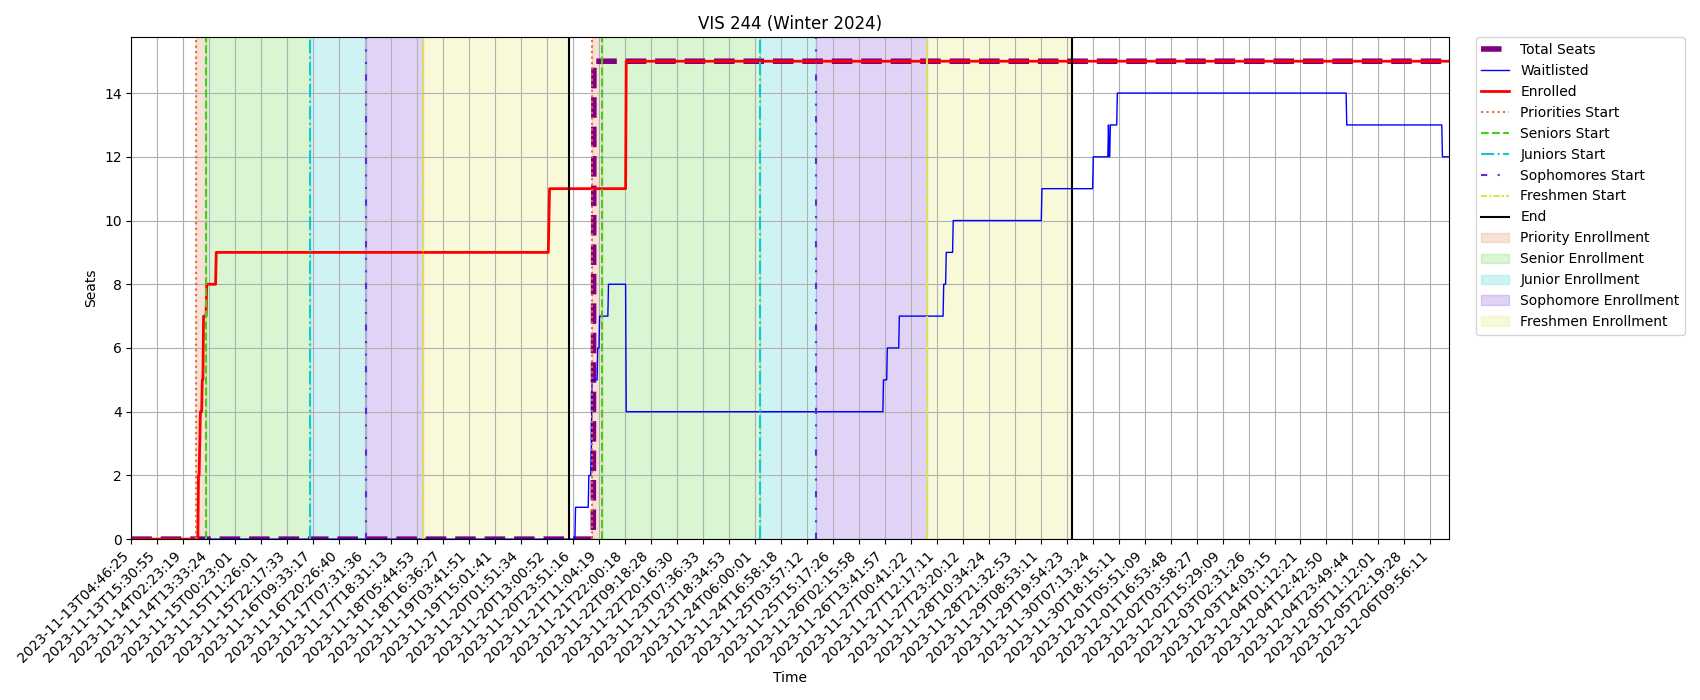 VIS 244 (Winter 2024)
Total Seats
Waitlisted
Enrolled
Priorities Start
Seniors Start
Juniors Start
Sophomores Start
Freshmen Start
End
Priority Enrollment
Senior Enrollment
Junior Enrollment
Sophomore Enrollment
Freshmen Enrollment
Seats
14
12
10
8
6
4
2
0
2023-11-13T04:46:25
2023-11-13T15:30:55
2023-11-14T02:23:19
2023-11-14T13:33:24
2023-11-15T00:23:01
2023-11-15T11:26:01
2023-11-15T22:17:33
2023-11-16T09:33:17
2023-11-16T20:26:40
2023-11-17T07:31:36
2023-11-17T18:31:13
2023-11-18T05:44:53
2023-11-18T16:36:27
2023-11-19T03:41:51
2023-11-19T15:01:41
2023-11-20T01:51:34
2023-11-20T13:00:52
2023-11-20T23:51:16
2023-11-21T11:04:19
2023-11-21T22:00:18
2023-11-22T09:18:28
2023-11-22T20:16:30
2023-11-23T07:36:33
2023-11-23T18:34:53
2023-11-24T06:00:01
2023-11-24T16:58:18
2023-11-25T03:57:12
2023-11-25T15:17:26
2023-11-26T02:15:58
2023-11-26T13:41:57
2023-11-27T00:41:22
2023-11-27T12:17:11
2023-11-27T23:20:12
2023-11-28T10:34:24
2023-11-28T21:32:53
2023-11-29T08:53:11
2023-11-29T19:54:23
2023-11-30T07:13:24
2023-11-30T18:15:11
2023-12-01T05:51:09
2023-12-01T16:53:48
2023-12-02T03:58:27
2023-12-02T15:29:09
2023-12-03T02:31:26
2023-12-03T14:03:15
2023-12-04T01:12:21
2023-12-04T12:42:50
2023-12-04T23:49:44
2023-12-05T11:12:01
2023-12-05T22:19:28
2023-12-06T09:56:11
Time